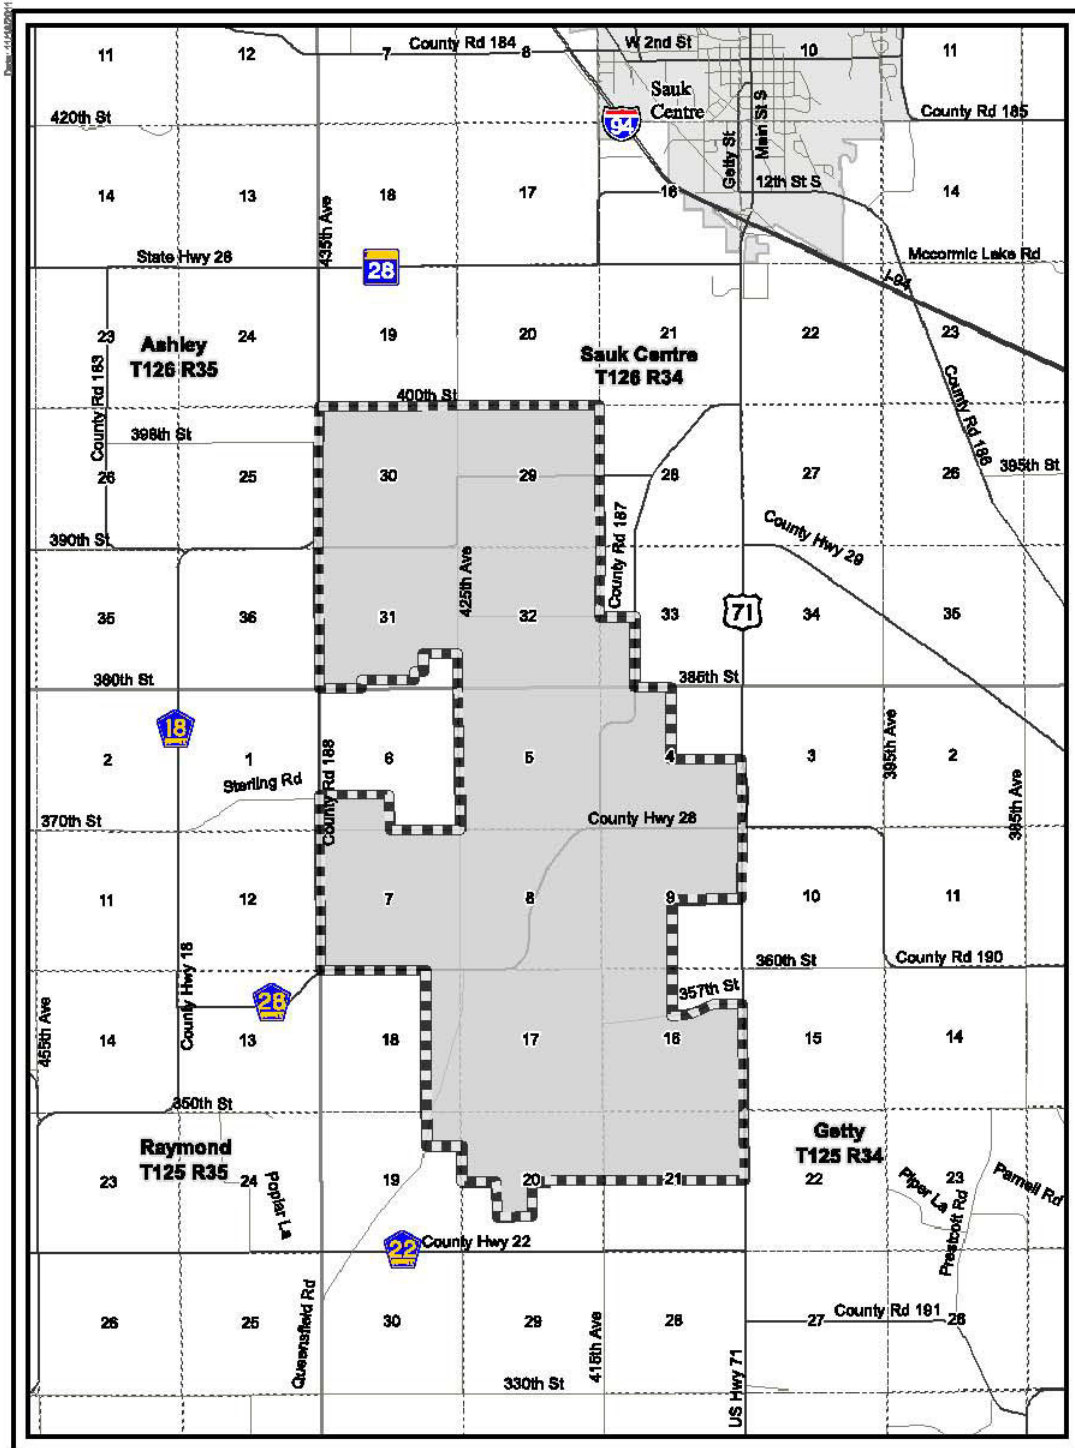 Date: 11/18/2011
11
12
7
County Rd 184
8
W 2nd St
10
11
Sauk
Centre
94
420th St
Getty St
Main St S
County Rd 185
14
13
435th Ave
18
17
16
12th St S
14
State Hwy 28
28
Mccormic Lake Rd
I-94
23
24
19
20
21
22
23
Ashley
T126 R35
Sauk Centre
T126 R34
County Rd 183
400th St
County Rd 186
398th St
26
25
30
29
28
27
26
395th St
390th St
425th Ave
County Rd 187
County Hwy 29
35
36
31
32
33
71
34
35
380th St
385th St
18
2
1
6
5
4
3
395th Ave
2
Sterling Rd
County Rd 188
385th Ave
370th St
County Hwy 28
11
12
7
8
9
10
11
County Hwy 18
360th St
County Rd 190
28
357th St
455th Ave
14
13
18
17
16
15
14
350th St
Raymond
T125 R35
Getty
T125 R34
23
24
Poplar La
19
20
21
22
Piper La
23
Parnell Rd
Prestcott Rd
22
County Hwy 22
Queensfield Rd
26
25
30
29
415th Ave
28
27
County Rd 191
26
330th St
US Hwy 71